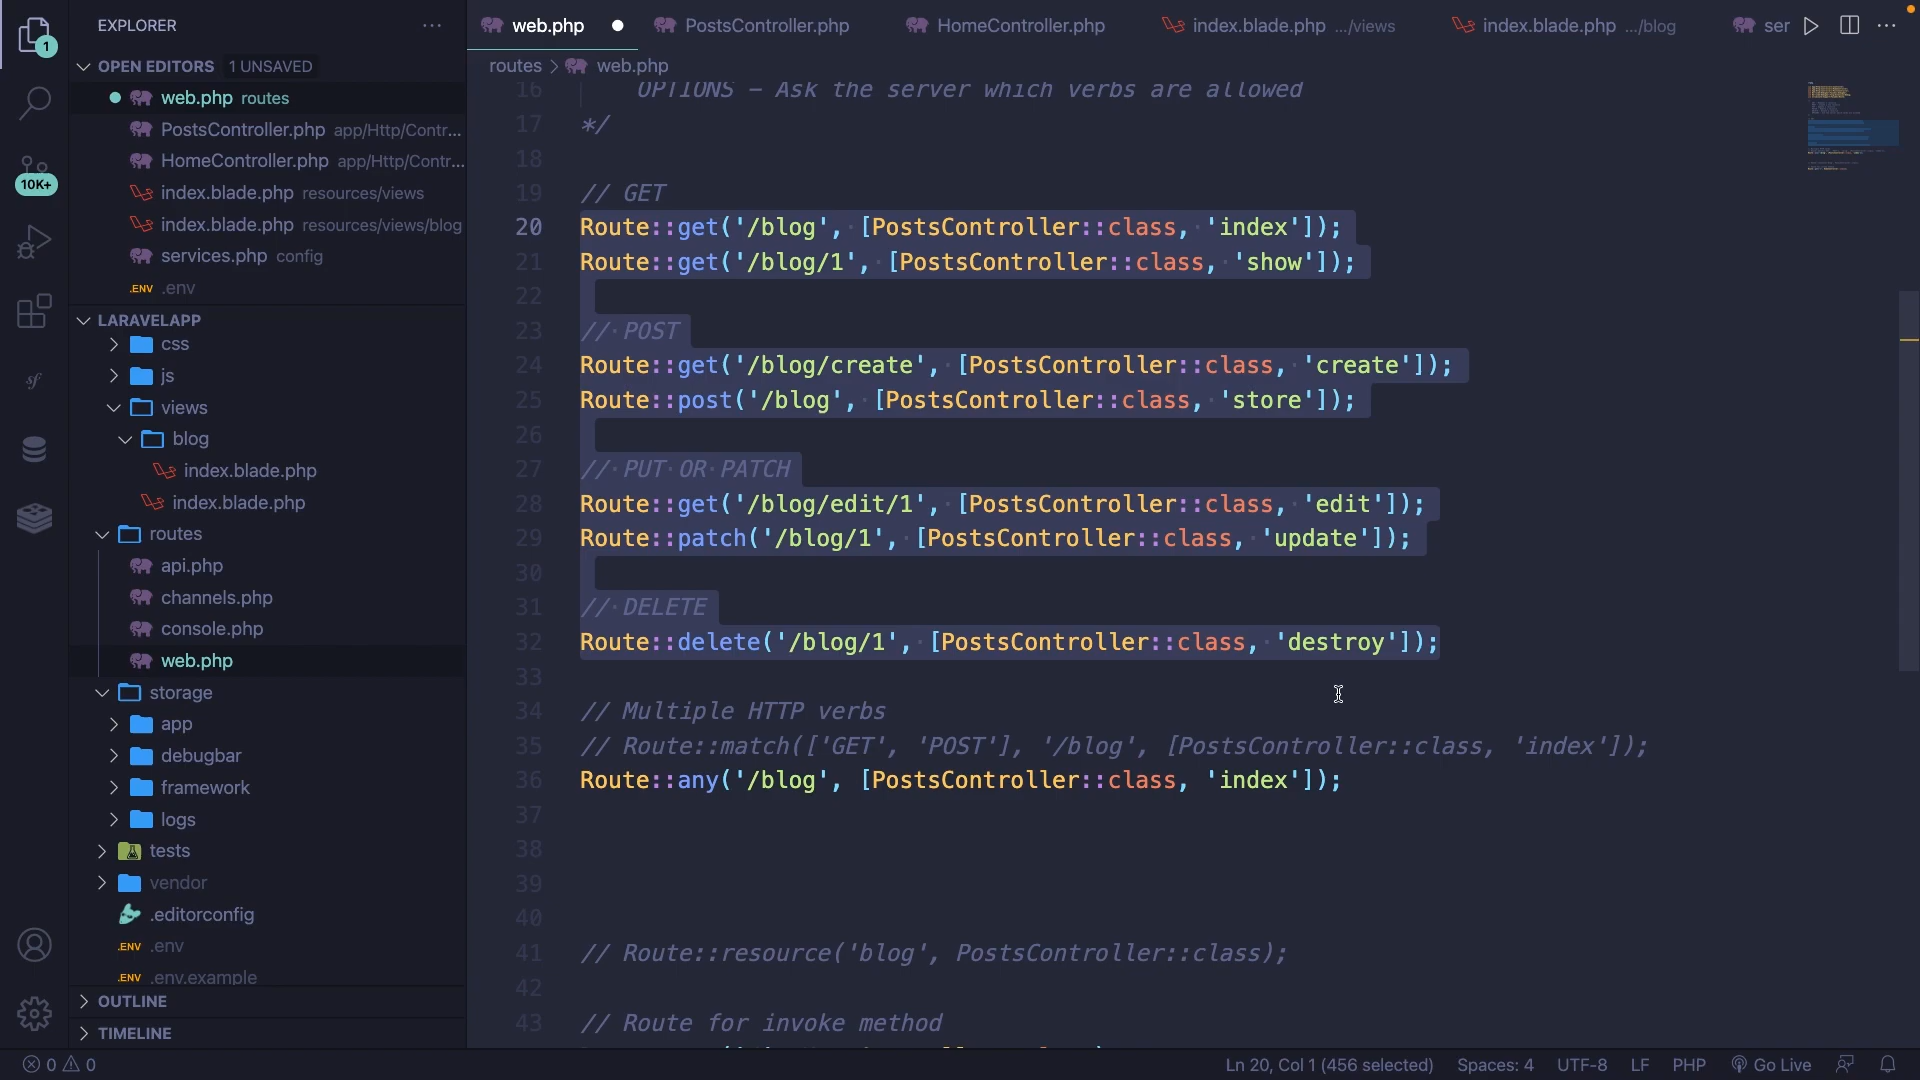 EXPLORER
1
OPEN EDITORS 1 UNSAVED
web.php routes
PostsController.php app/Http/Contr...
HomeController.php app/Http/Contr...
index.blade.php resources/views
index.blade.php resources/views/blog
services.php config
.ENV .env
10K+
LARAVELAPP
css
js
views
blog
index.blade.php
index.blade.php
routes
api.php
channels.php
console.php
web.php
storage
app
debugbar
framework
logs
tests
vendor
.editorconfig
.ENV .env
.ENV .env.example
OUTLINE
TIMELINE
web.php PostsController.php HomeController.php index.blade.php .../views index.blade.php .../blog ser
routes > web.php
16 OPTIONS – Ask the server which verbs are allowed
17 */
18
19 // GET
20 Route::get('/blog', [PostsController::class, 'index']);
21 Route::get('/blog/1', [PostsController::class, 'show']);
22
23 // POST
24 Route::get('/blog/create', [PostsController::class, 'create']);
25 Route::post('/blog', [PostsController::class, 'store']);
26
27 // PUT OR PATCH
28 Route::get('/blog/edit/1', [PostsController::class, 'edit']);
29 Route::patch('/blog/1', [PostsController::class, 'update']);
30
31 // DELETE
32 Route::delete('/blog/1', [PostsController::class, 'destroy']);
33
34 // Multiple HTTP verbs
35 // Route::match(['GET', 'POST'], '/blog', [PostsController::class, 'index']);
36 Route::any('/blog', [PostsController::class, 'index']);
37
38
39
40
41 // Route::resource('blog', PostsController::class);
42
43 // Route for invoke method
0 0 Ln 20, Col 1 (456 selected) Spaces: 4 UTF-8 LF PHP Go Live